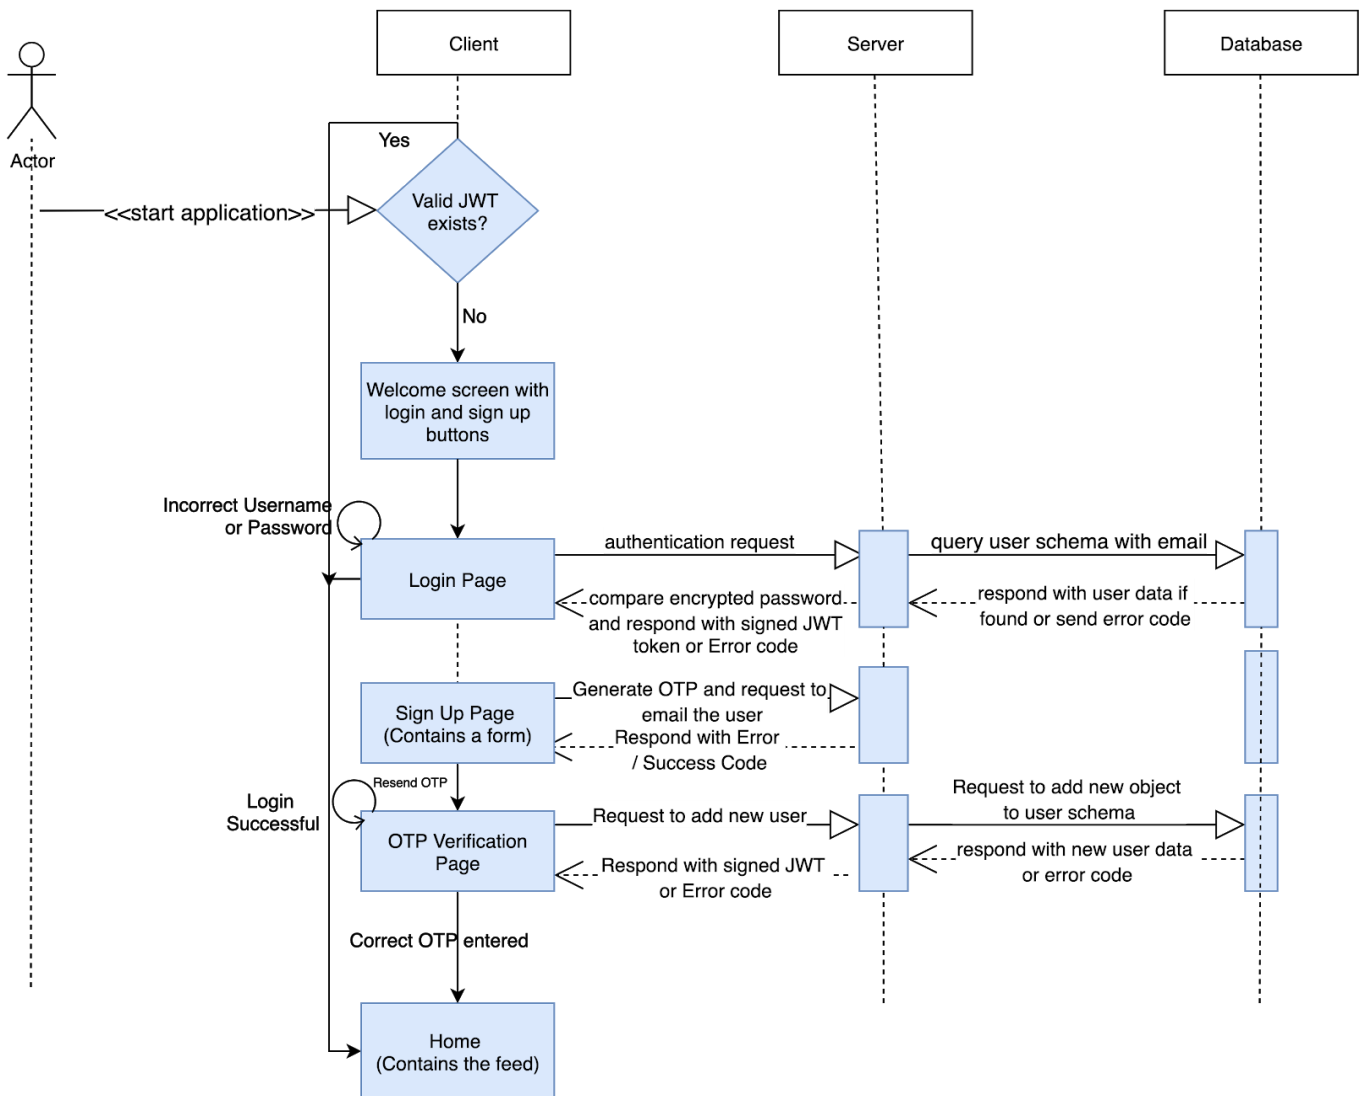 Client
Server
Database
Actor
Yes
<<start application>>
Valid JWT
exists?
No
Welcome screen with
login and sign up
buttons
Incorrect Username
or Password
Login Page
authentication request
query user schema with email
compare encrypted password
and respond with signed JWT
token or Error code
respond with user data if
found or send error code
Sign Up Page
(Contains a form)
Generate OTP and request to
email the user
Respond with Error
/ Success Code
Resend OTP
Login
Successful
OTP Verification
Page
Request to add new user
Request to add new object
to user schema
Respond with signed JWT
or Error code
respond with new user data
or error code
Correct OTP entered
Home
(Contains the feed)